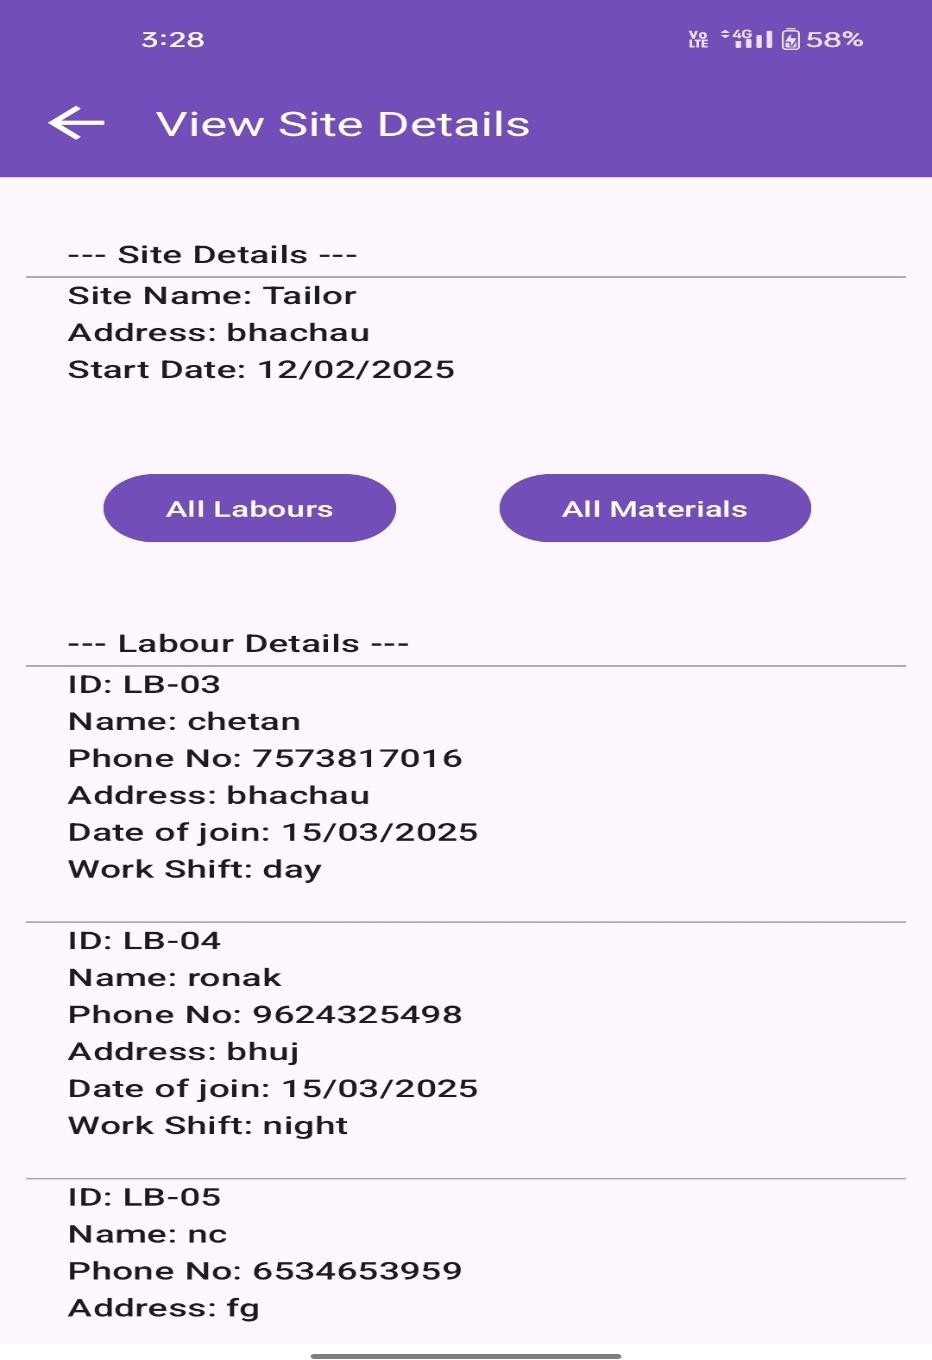 3:28
Vo LTE 4G 58%
View Site Details
--- Site Details ---
Site Name: Tailor
Address: bhachau
Start Date: 12/02/2025
All Labours
All Materials
--- Labour Details ---
ID: LB-03
Name: chetan
Phone No: 7573817016
Address: bhachau
Date of join: 15/03/2025
Work Shift: day
ID: LB-04
Name: ronak
Phone No: 9624325498
Address: bhuj
Date of join: 15/03/2025
Work Shift: night
ID: LB-05
Name: nc
Phone No: 6534653959
Address: fg